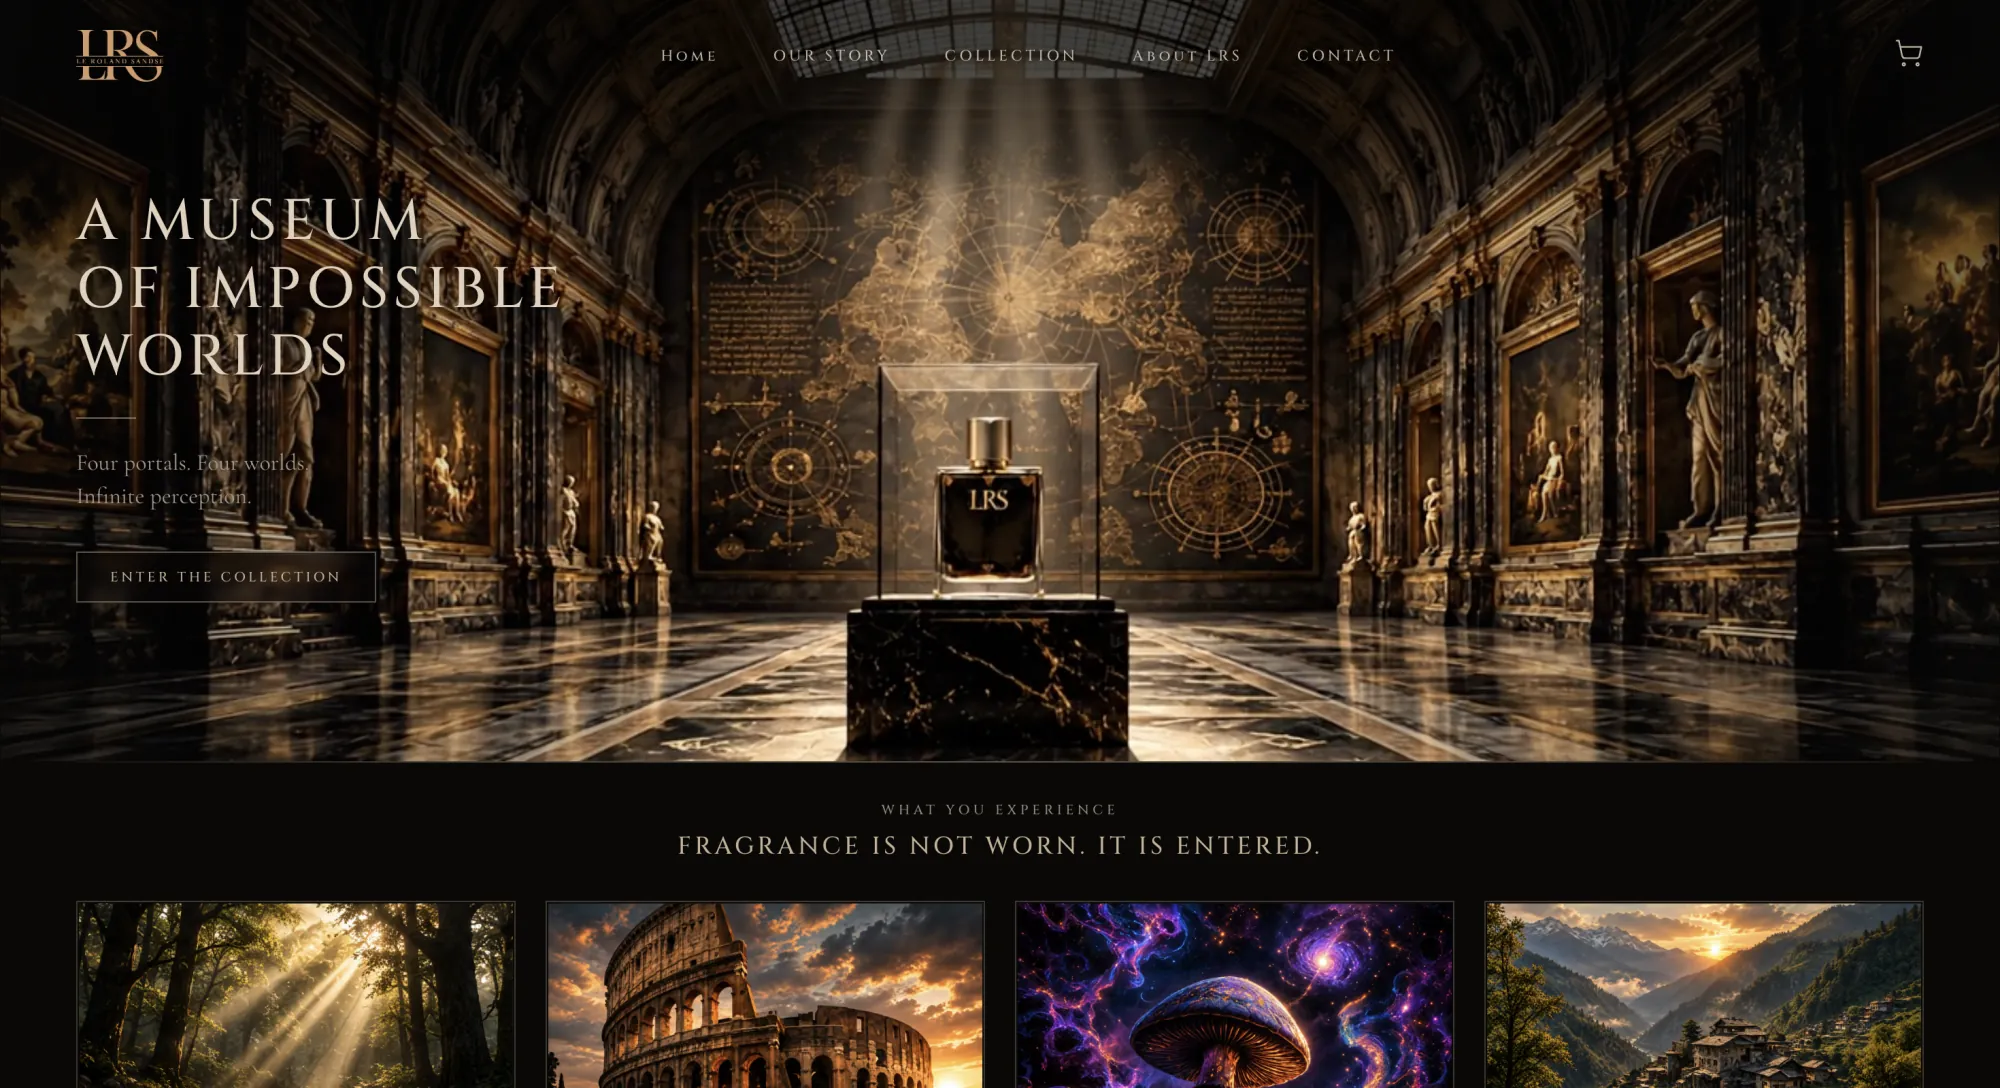 LRS
LE ROLAND SANDSE
Home
OUR STORY
COLLECTION
About LRS
CONTACT
A MUSEUM
OF IMPOSSIBLE
WORLDS
Four portals. Four worlds.
Infinite perception.
ENTER THE COLLECTION
LRS
WHAT YOU EXPERIENCE
FRAGRANCE IS NOT WORN. IT IS ENTERED.